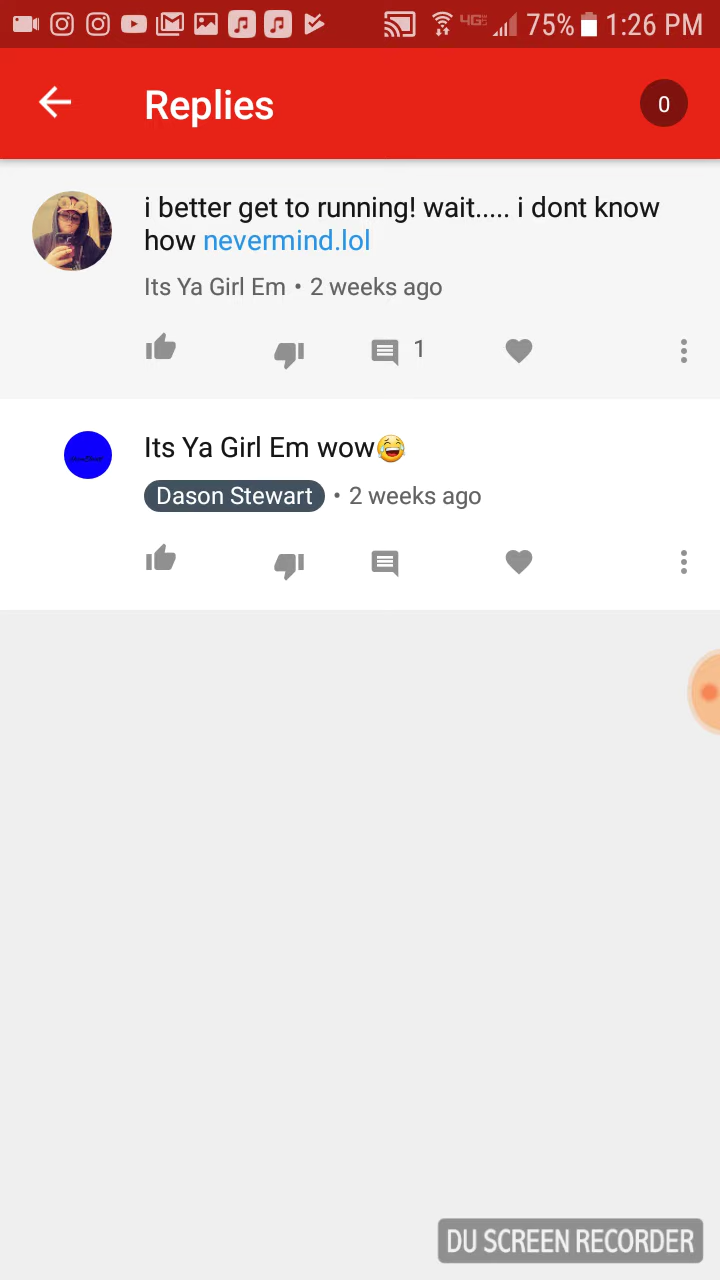 4G 75% 1:26 PM
Replies
0
i better get to running! wait..... i dont know
how nevermind.lol
Its Ya Girl Em • 2 weeks ago
1
Its Ya Girl Em wow😂
Dason Stewart • 2 weeks ago
DU SCREEN RECORDER